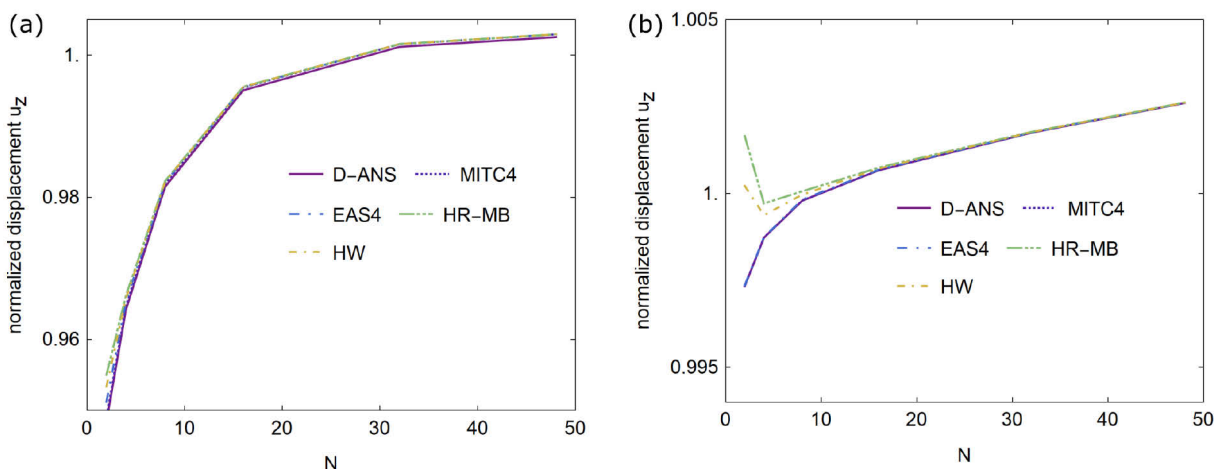 (a)
1.
0.98
0.96
normalized displacement uz
D-ANS MITC4
EAS4 HR-MB
HW
0 10 20 30 40 50
N
(b)
1.005
1.
0.995
normalized displacement uz
D-ANS MITC4
EAS4 HR-MB
HW
0 10 20 30 40 50
N